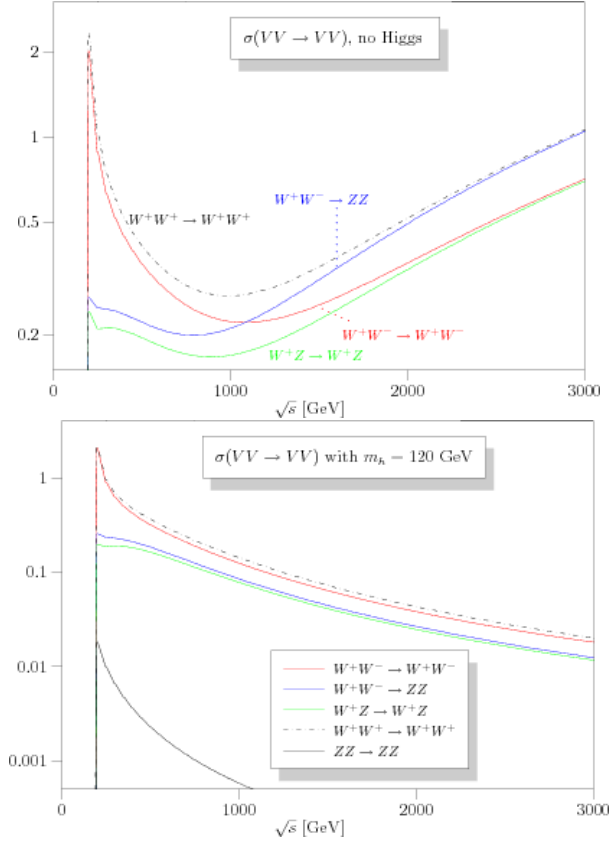 σ(VV → VV), no Higgs
2
1
0.5
0.2
W⁺W⁺ → W⁺W⁺
W⁺W⁻ → ZZ
W⁺W⁻ → W⁺W⁻
W⁺Z → W⁺Z
0
1000
2000
3000
√s [GeV]
σ(VV → VV) with mₕ − 120 GeV
1
0.1
0.01
0.001
W⁺W⁻ → W⁺W⁻
W⁺W⁻ → ZZ
W⁺Z → W⁺Z
W⁺W⁺ → W⁺W⁺
ZZ → ZZ
0
1000
2000
3000
√s [GeV]